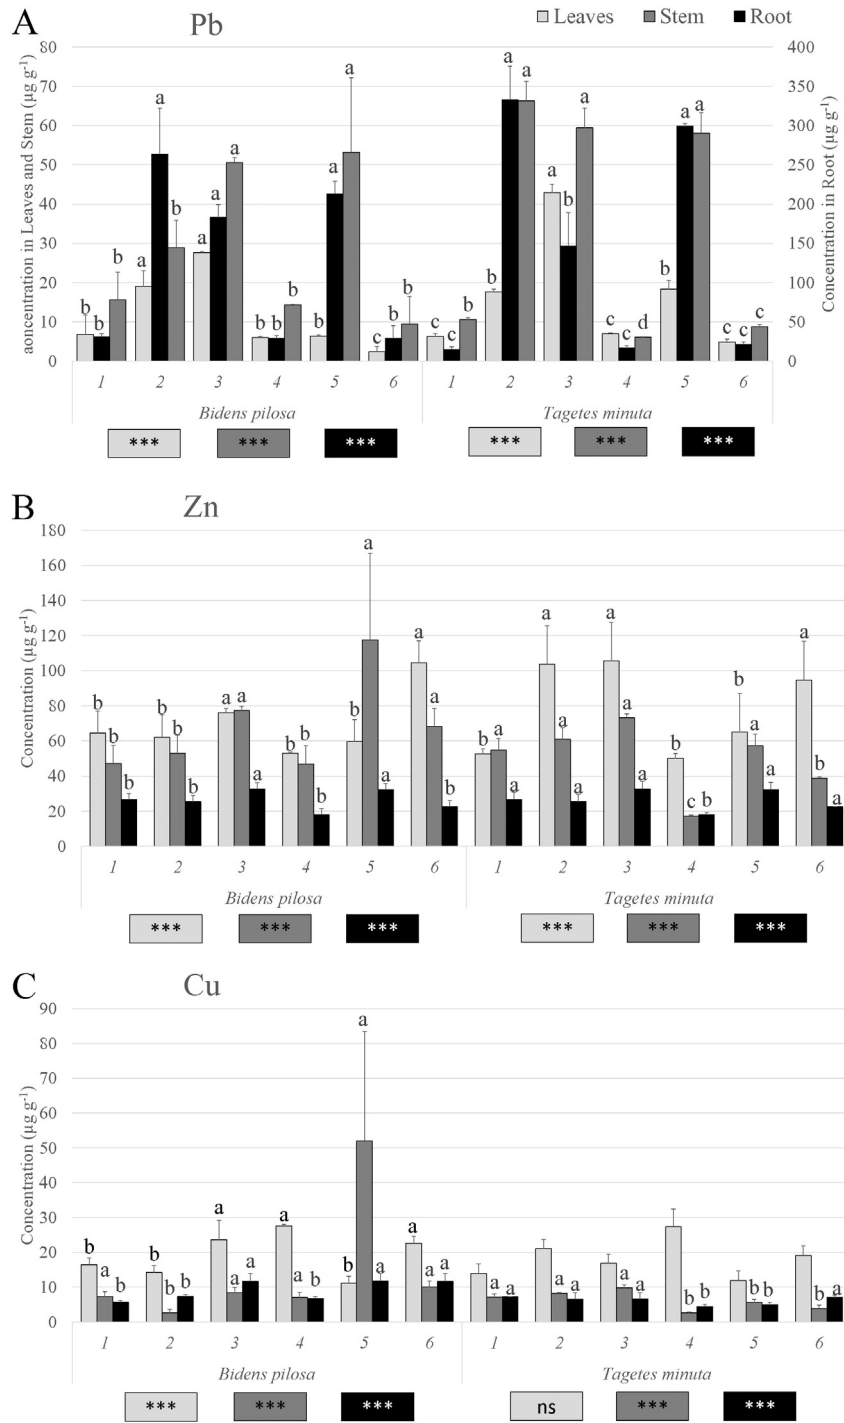 A
Pb
Leaves Stem Root
aoncentration in Leaves and Stem (µg g⁻¹)
80
70
60
50
40
30
20
10
0
b b b
a a b
a a a
b b b
b a a
c b b
c c c
b a a
a b a
c c d
b a a
c c c
400
350
300
250
200
150
100
50
0
Concentration in Root (µg g⁻¹)
1 2 3 4 5 6 1 2 3 4 5 6
Bidens pilosa Tagetes minuta
*** *** *** *** *** ***
B
Zn
Concentration (µg g⁻¹)
180
160
140
120
100
80
60
40
20
0
b b b
b b b
a a a
b b b
b a a
a a b
b a a
a a a
a a a
b c b
b a a
a b a
1 2 3 4 5 6 1 2 3 4 5 6
Bidens pilosa Tagetes minuta
*** *** *** *** *** ***
C
Cu
Concentration (µg g⁻¹)
90
80
70
60
50
40
30
20
10
0
b a b
b b b
a a a
a a b
b a a
a a a
a a
a a
a a
b b
b b
b a
1 2 3 4 5 6 1 2 3 4 5 6
Bidens pilosa Tagetes minuta
*** *** *** ns *** ***